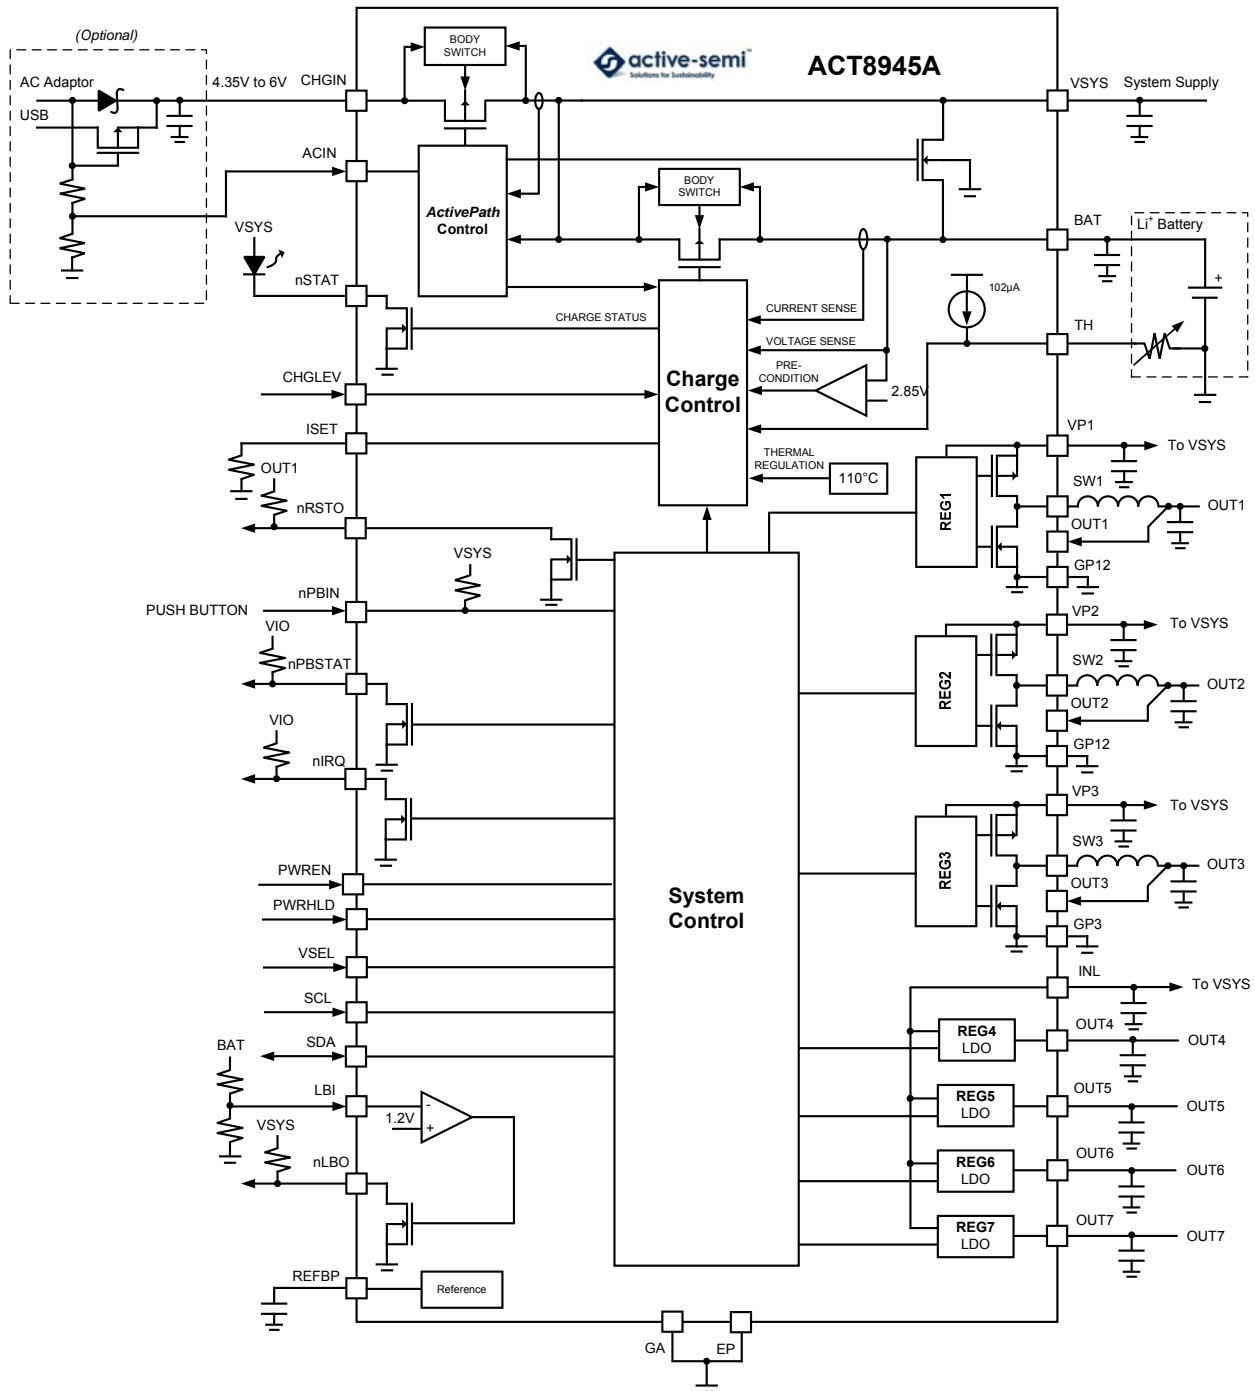 (Optional)
AC Adaptor
USB
4.35V to 6V
CHGIN
BODY
SWITCH
active-semi™
Solutions for Sustainability
ACT8945A
VSYS
System Supply
ACIN
ActivePath
Control
BODY
SWITCH
BAT
Li+ Battery
+
VSYS
nSTAT
CHARGE STATUS
CURRENT SENSE
VOLTAGE SENSE
PRE-
CONDITION
2.85V
102µA
TH
CHGLEV
Charge
Control
ISET
THERMAL
REGULATION
110°C
OUT1
nRSTO
VSYS
nPBIN
PUSH BUTTON
VIO
nPBSTAT
VIO
nIRQ
PWREN
PWRHLD
VSEL
SCL
SDA
BAT
LBI
1.2V
-
+
VSYS
nLBO
REFBP
Reference
System
Control
REG1
VP1
To VSYS
SW1
OUT1
OUT1
GP12
REG2
VP2
To VSYS
SW2
OUT2
OUT2
GP12
REG3
VP3
To VSYS
SW3
OUT3
OUT3
GP3
INL
To VSYS
REG4
LDO
OUT4
OUT4
REG5
LDO
OUT5
OUT5
REG6
LDO
OUT6
OUT6
REG7
LDO
OUT7
OUT7
GA
EP